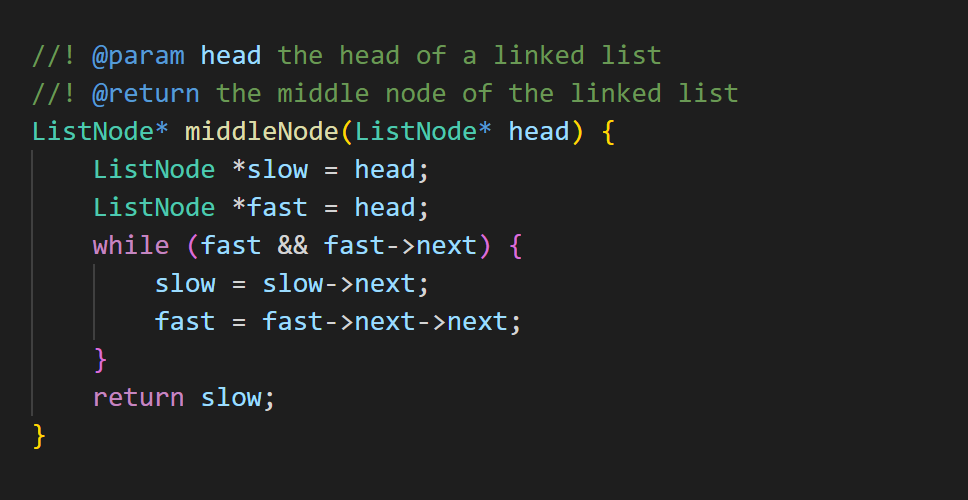 //! @param head the head of a linked list
//! @return the middle node of the linked list
ListNode* middleNode(ListNode* head) {
    ListNode *slow = head;
    ListNode *fast = head;
    while (fast && fast->next) {
        slow = slow->next;
        fast = fast->next->next;
    }
    return slow;
}